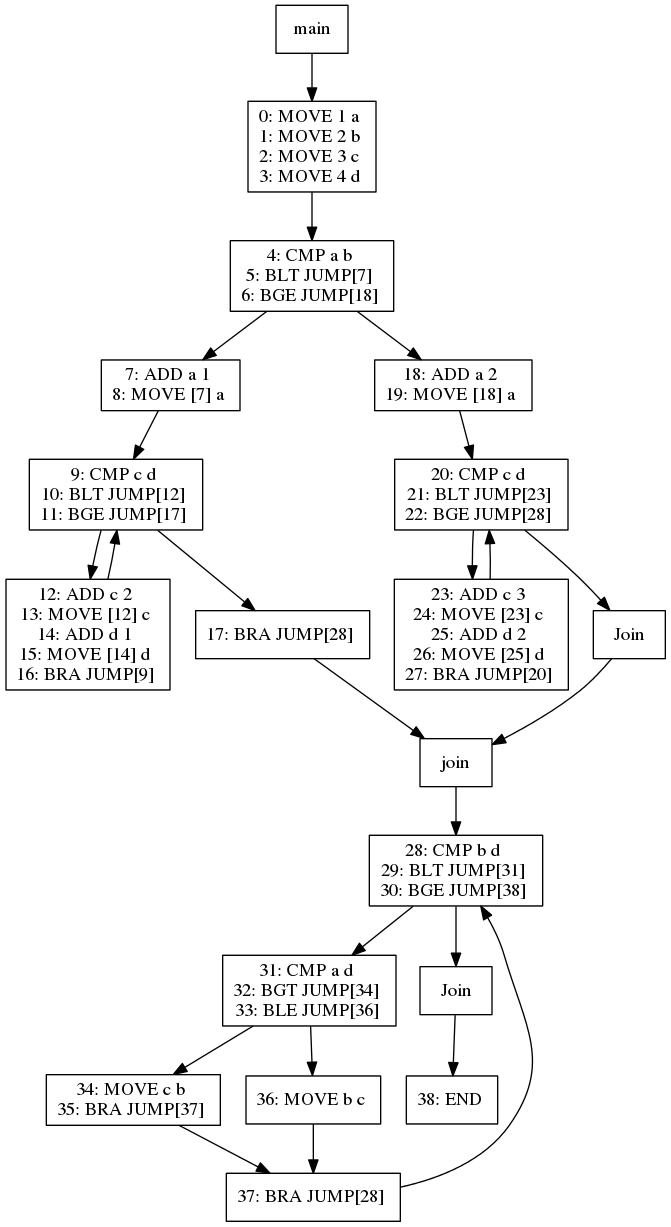 main
0: MOVE 1 a
1: MOVE 2 b
2: MOVE 3 c
3: MOVE 4 d
4: CMP a b
5: BLT JUMP[7]
6: BGE JUMP[18]
7: ADD a 1
8: MOVE [7] a
18: ADD a 2
19: MOVE [18] a
9: CMP c d
10: BLT JUMP[12]
11: BGE JUMP[17]
20: CMP c d
21: BLT JUMP[23]
22: BGE JUMP[28]
12: ADD c 2
13: MOVE [12] c
14: ADD d 1
15: MOVE [14] d
16: BRA JUMP[9]
17: BRA JUMP[28]
23: ADD c 3
24: MOVE [23] c
25: ADD d 2
26: MOVE [25] d
27: BRA JUMP[20]
Join
join
28: CMP b d
29: BLT JUMP[31]
30: BGE JUMP[38]
31: CMP a d
32: BGT JUMP[34]
33: BLE JUMP[36]
Join
34: MOVE c b
35: BRA JUMP[37]
36: MOVE b c
38: END
37: BRA JUMP[28]